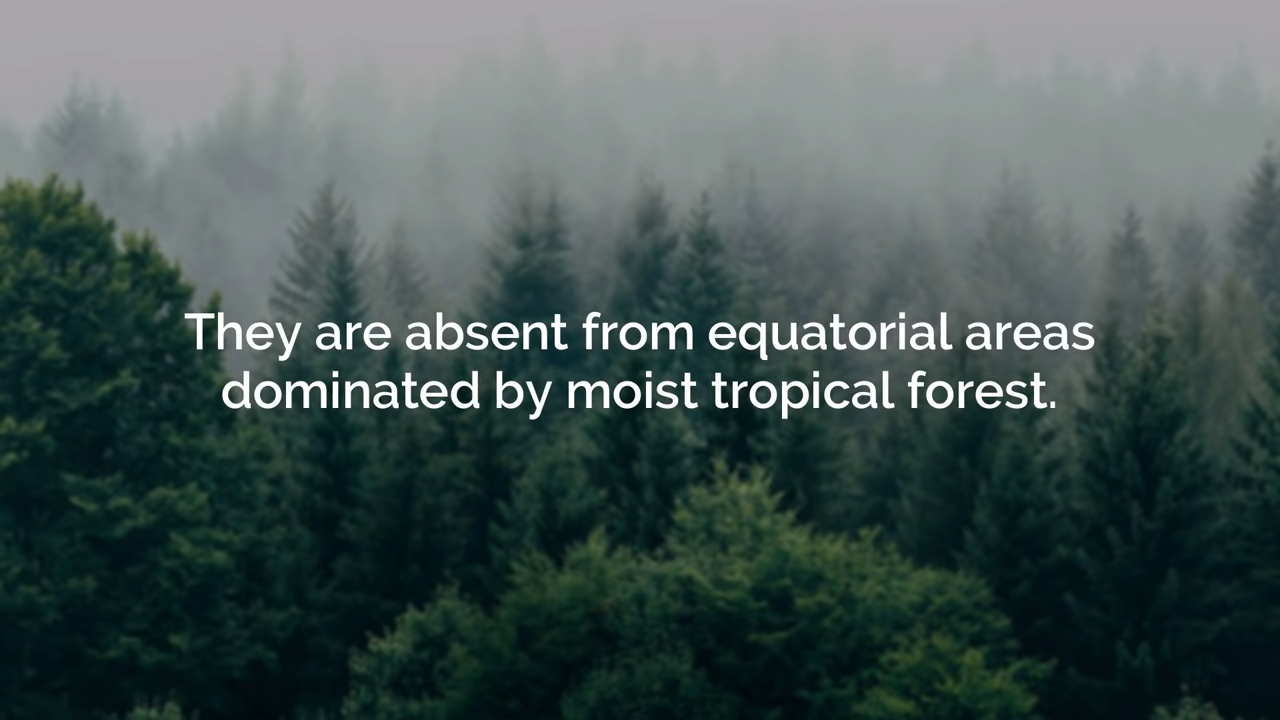 They are absent from equatorial areas
dominated by moist tropical forest.